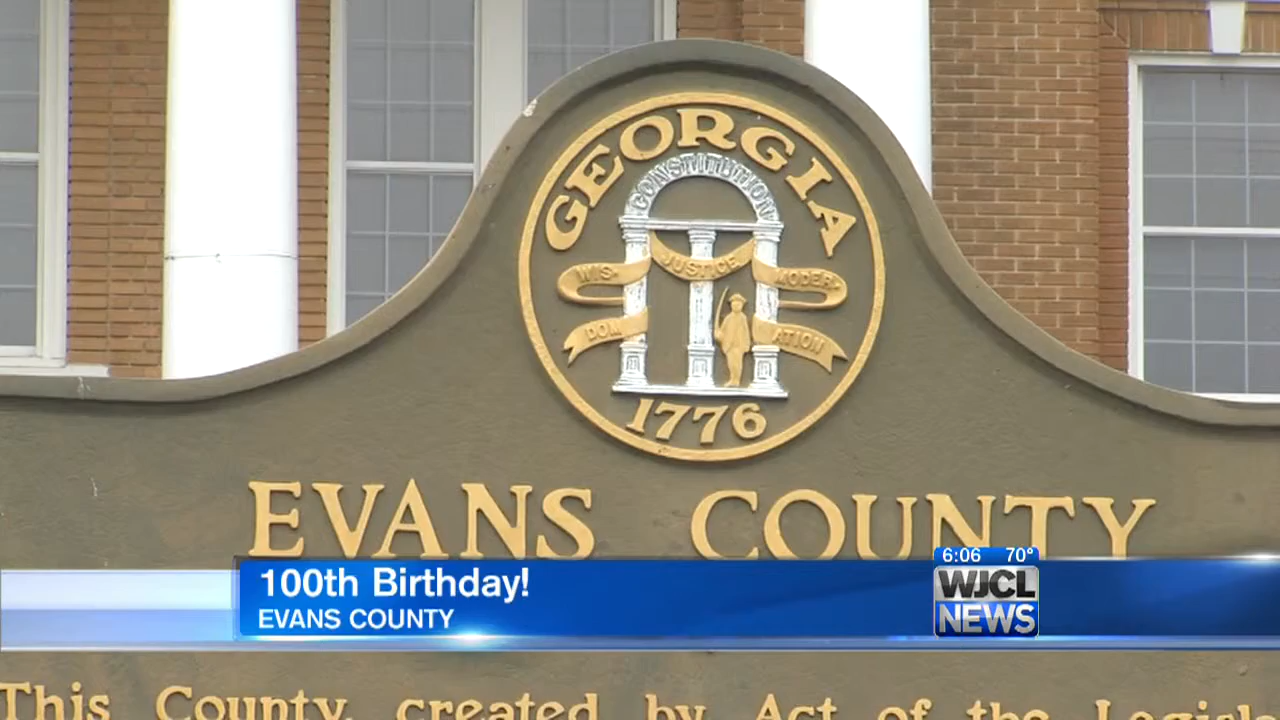 GEORGIA
CONSTITUTION
WIS- JUSTICE MODER-
DOM ATION
1776
EVANS COUNTY
6:06 70°
100th Birthday!
WJCL
EVANS COUNTY
NEWS
This County, created by Act of the